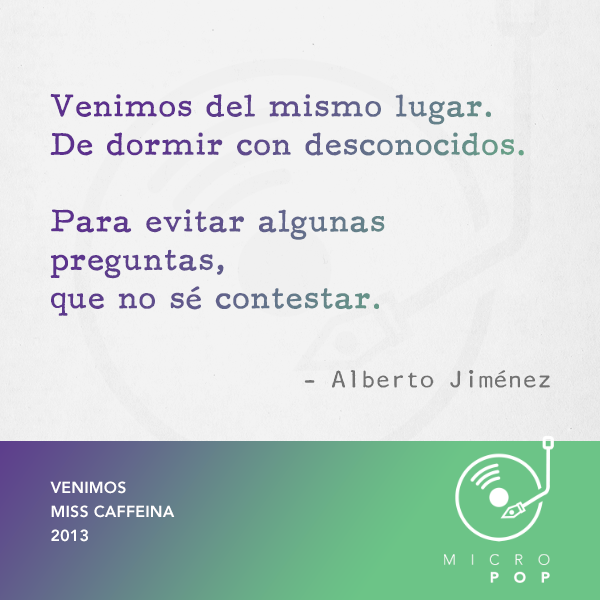 Venimos del mismo lugar.
De dormir con desconocidos.
Para evitar algunas
preguntas,
que no sé contestar.
– Alberto Jiménez
VENIMOS
MISS CAFFEINA
2013
MICRO
POP